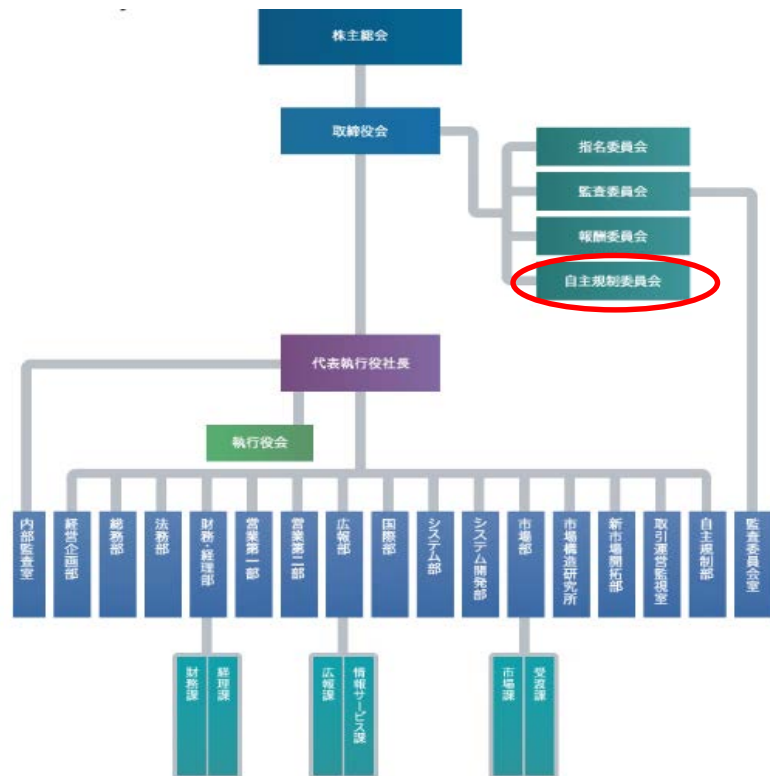 株主総会
取締役会
指名委員会
監査委員会
報酬委員会
自主規制委員会
代表執行役社長
執行役会
内部監査室
経営企画部
総務部
法務部
財務・経理部
営業第一部
営業第二部
広報部
国際部
システム部
システム開発部
市場部
市場構造研究所
新市場開拓部
取引運営監視室
自主規制部
監査委員会室
財務課
経理課
広報課
情報サービス課
市場課
受渡課